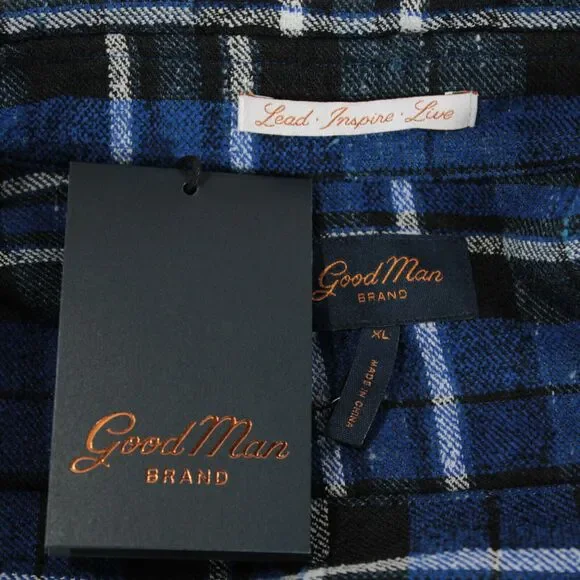 Lead · Inspire · Live
Good Man
BRAND
XL
MADE IN CHINA
Good Man
BRAND